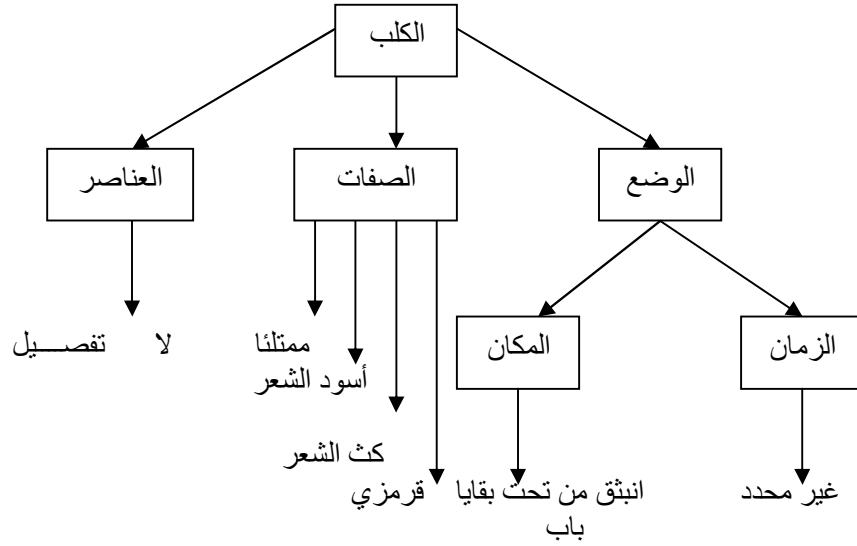 الكلب
الوضع
الصفات
العناصر
الزمان
المكان
ممتلئا
أسود الشعر
لا تفصـــــيل
كث الشعر
غير محدد
انبثق من تحت بقايا
باب
قرمزي